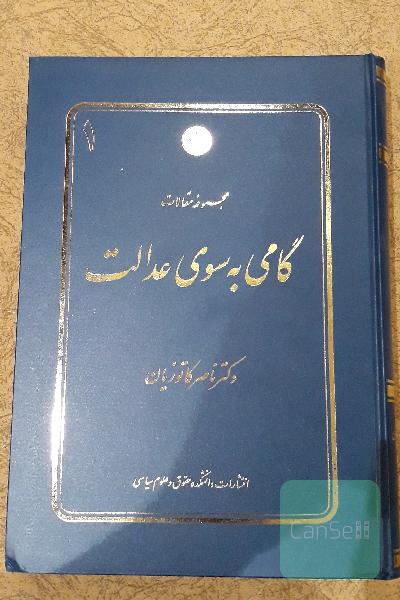 ۱
مجموعه مقالات
گامی به سوی عدالت
دکتر ناصر کاتوزیان
انتشارات دانشکده حقوق و علوم سیاسی
CanSell